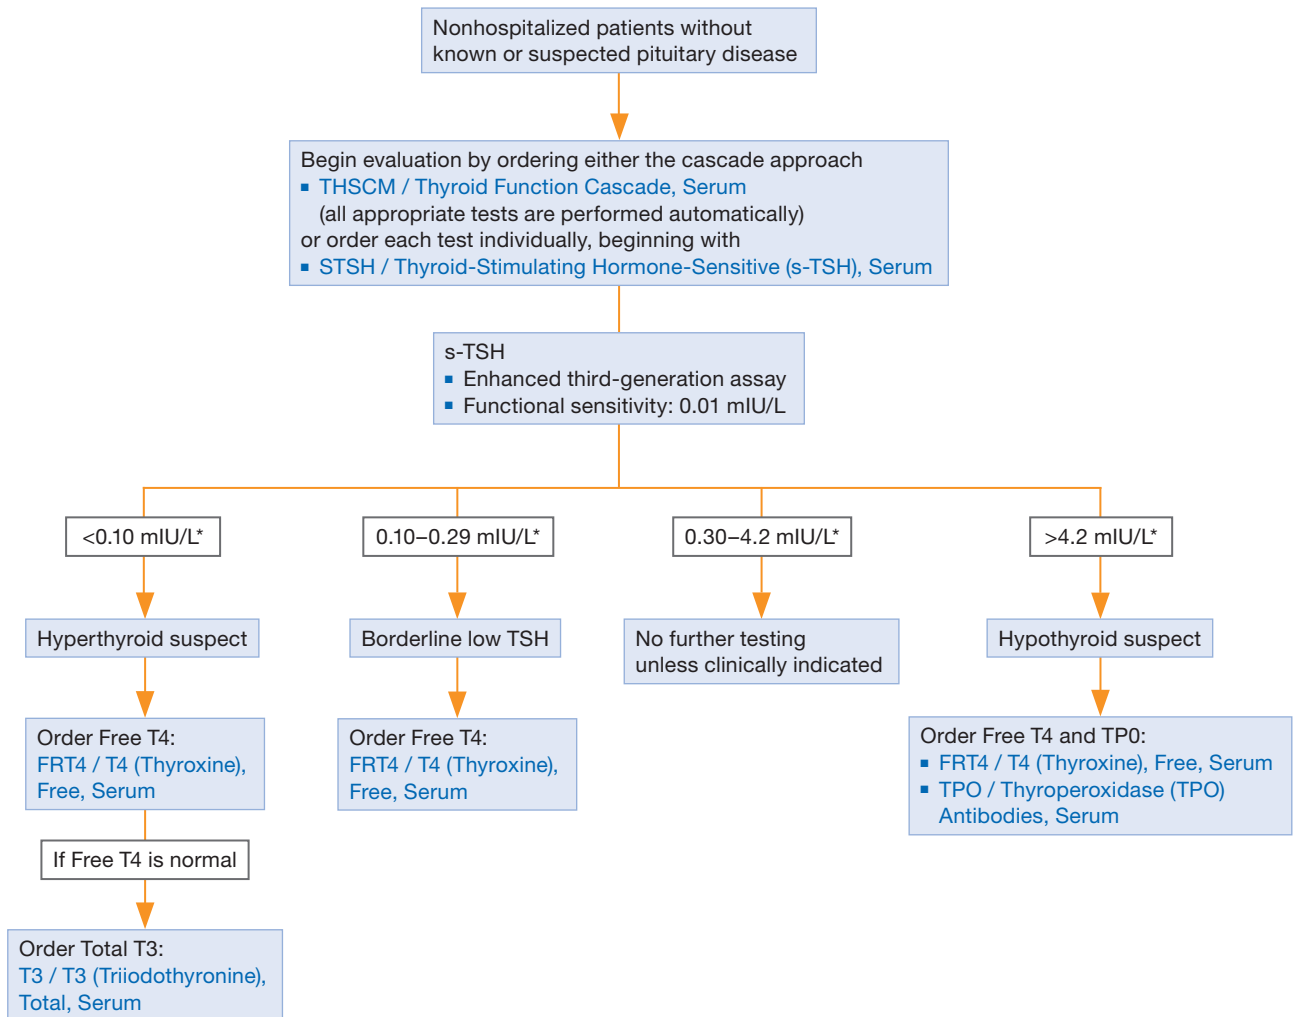 Nonhospitalized patients without
known or suspected pituitary disease
Begin evaluation by ordering either the cascade approach
▪ THSCM / Thyroid Function Cascade, Serum
(all appropriate tests are performed automatically)
or order each test individually, beginning with
▪ STSH / Thyroid-Stimulating Hormone-Sensitive (s-TSH), Serum
s-TSH
▪ Enhanced third-generation assay
▪ Functional sensitivity: 0.01 mIU/L
<0.10 mIU/L*
0.10–0.29 mIU/L*
0.30–4.2 mIU/L*
>4.2 mIU/L*
Hyperthyroid suspect
Borderline low TSH
No further testing
unless clinically indicated
Hypothyroid suspect
Order Free T4:
FRT4 / T4 (Thyroxine),
Free, Serum
Order Free T4:
FRT4 / T4 (Thyroxine),
Free, Serum
Order Free T4 and TP0:
▪ FRT4 / T4 (Thyroxine), Free, Serum
▪ TPO / Thyroperoxidase (TPO)
Antibodies, Serum
If Free T4 is normal
Order Total T3:
T3 / T3 (Triiodothyronine),
Total, Serum